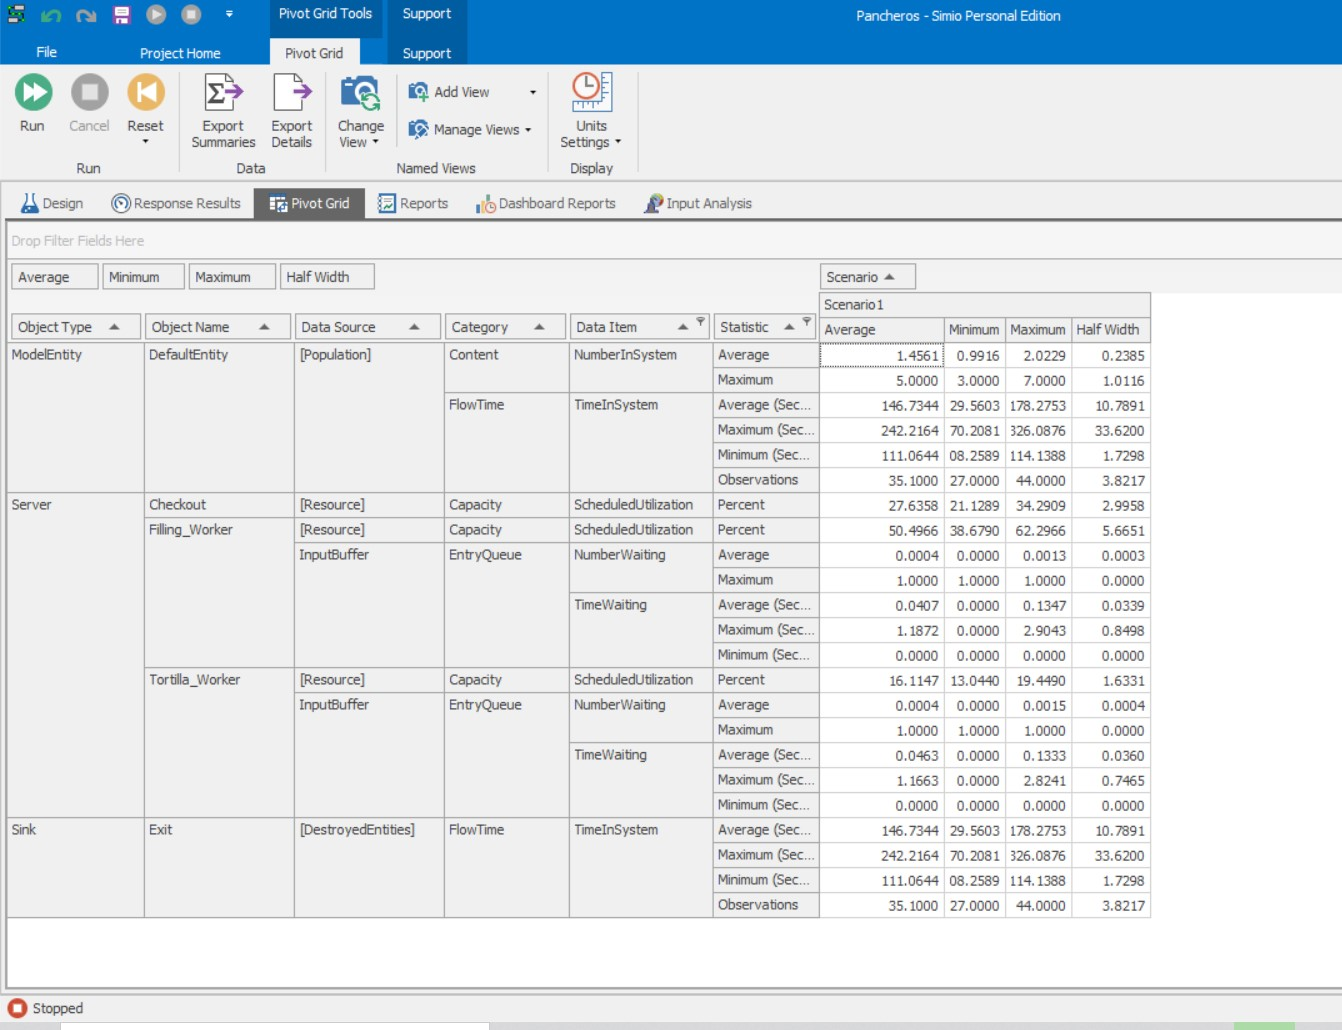 Pivot Grid Tools Support Pancheros - Simio Personal Edition
File Project Home Pivot Grid Support
Run Cancel Reset Export Summaries Export Details Change View Add View Manage Views Units Settings
Run Data Named Views Display
Design Response Results Pivot Grid Reports Dashboard Reports Input Analysis
Drop Filter Fields Here
Average Minimum Maximum Half Width Scenario
Scenario1
Object Type Object Name Data Source Category Data Item Statistic Average Minimum Maximum Half Width
ModelEntity DefaultEntity [Population] Content NumberInSystem Average 1.4561 0.9916 2.0229 0.2385
Maximum 5.0000 3.0000 7.0000 1.0116
FlowTime TimeInSystem Average (Sec... 146.7344 29.5603 178.2753 10.7891
Maximum (Sec... 242.2164 70.2081 326.0876 33.6200
Minimum (Sec... 111.0644 08.2589 114.1388 1.7298
Observations 35.1000 27.0000 44.0000 3.8217
Server Checkout [Resource] Capacity ScheduledUtilization Percent 27.6358 21.1289 34.2909 2.9958
Filling_Worker [Resource] Capacity ScheduledUtilization Percent 50.4966 38.6790 62.2966 5.6651
InputBuffer EntryQueue NumberWaiting Average 0.0004 0.0000 0.0013 0.0003
Maximum 1.0000 1.0000 1.0000 0.0000
TimeWaiting Average (Sec... 0.0407 0.0000 0.1347 0.0339
Maximum (Sec... 1.1872 0.0000 2.9043 0.8498
Minimum (Sec... 0.0000 0.0000 0.0000 0.0000
Tortilla_Worker [Resource] Capacity ScheduledUtilization Percent 16.1147 13.0440 19.4490 1.6331
InputBuffer EntryQueue NumberWaiting Average 0.0004 0.0000 0.0015 0.0004
Maximum 1.0000 1.0000 1.0000 0.0000
TimeWaiting Average (Sec... 0.0463 0.0000 0.1333 0.0360
Maximum (Sec... 1.1663 0.0000 2.8241 0.7465
Minimum (Sec... 0.0000 0.0000 0.0000 0.0000
Sink Exit [DestroyedEntities] FlowTime TimeInSystem Average (Sec... 146.7344 29.5603 178.2753 10.7891
Maximum (Sec... 242.2164 70.2081 326.0876 33.6200
Minimum (Sec... 111.0644 08.2589 114.1388 1.7298
Observations 35.1000 27.0000 44.0000 3.8217
Stopped